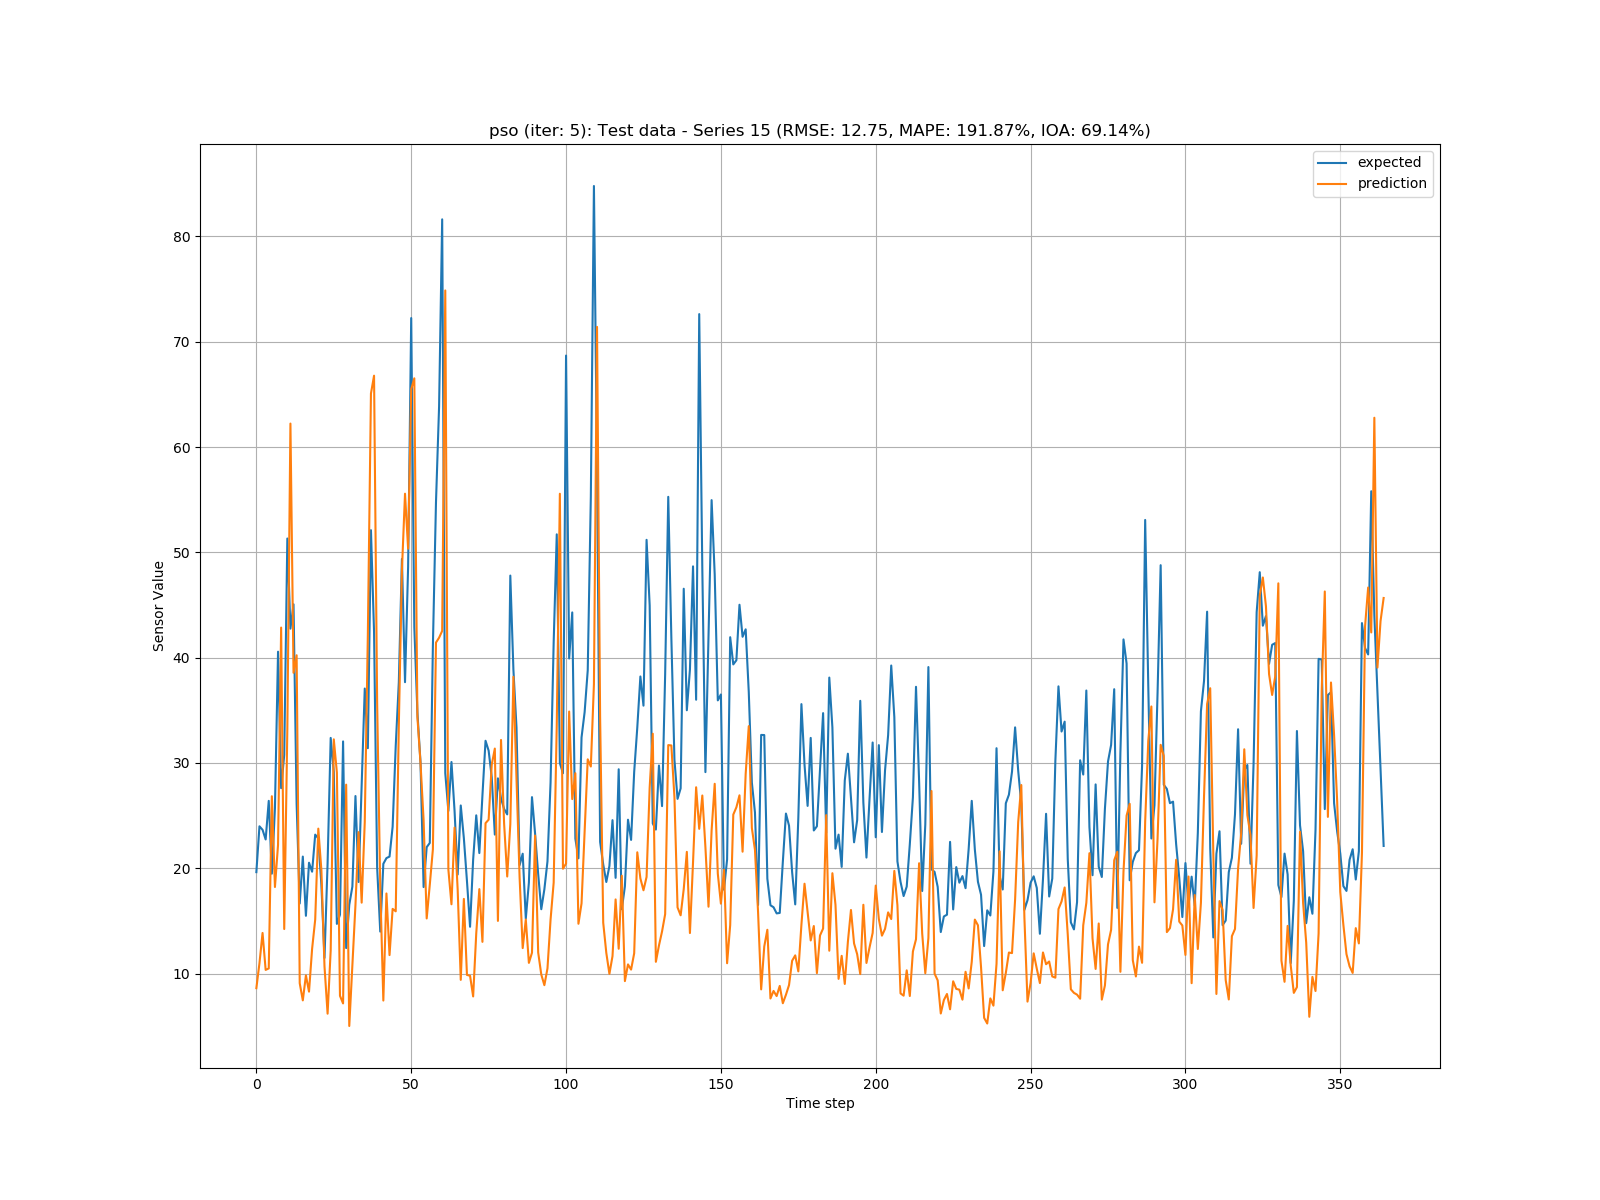 pso (iter: 5): Test data - Series 15 (RMSE: 12.75, MAPE: 191.87%, IOA: 69.14%)
expected
prediction
80
70
60
50
40
30
20
10
Sensor Value
0 50 100 150 200 250 300 350
Time step